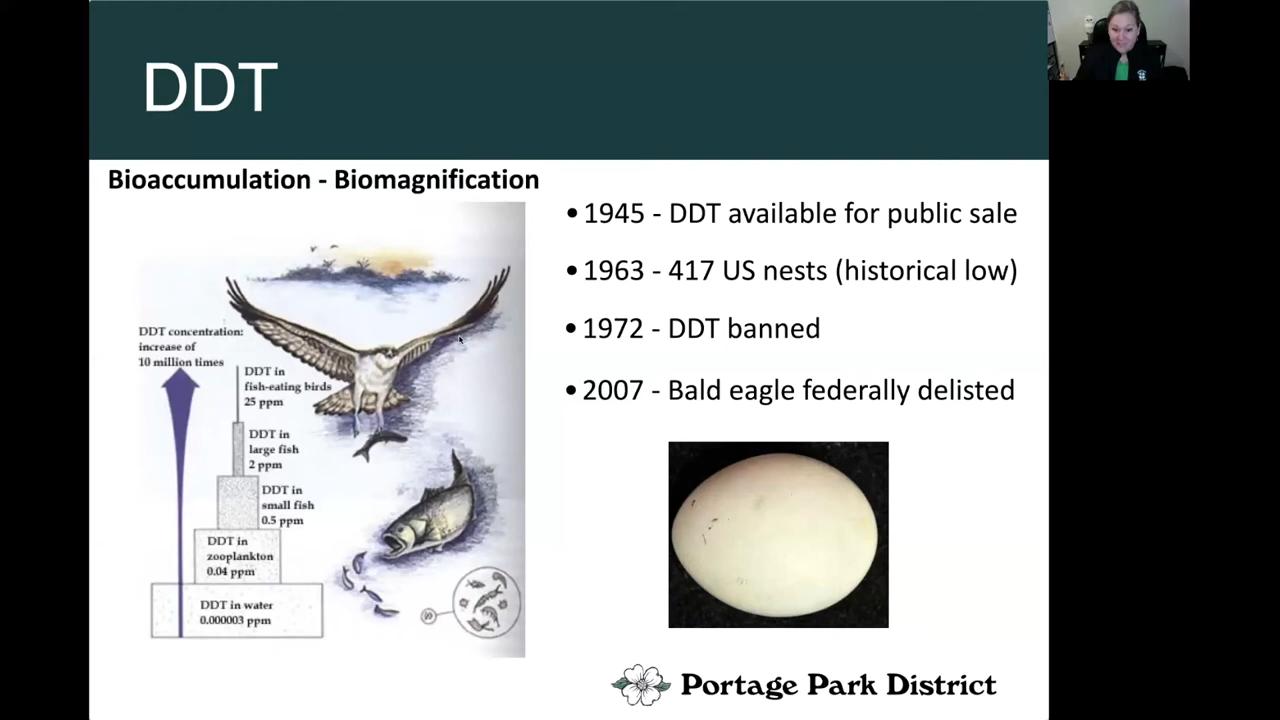 DDT
Bioaccumulation - Biomagnification
• 1945 - DDT available for public sale
• 1963 - 417 US nests (historical low)
• 1972 - DDT banned
• 2007 - Bald eagle federally delisted
DDT concentration:
increase of
10 million times
DDT in
fish-eating birds
25 ppm
DDT in
large fish
2 ppm
DDT in
small fish
0.5 ppm
DDT in
zooplankton
0.04 ppm
DDT in water
0.000003 ppm
Portage Park District